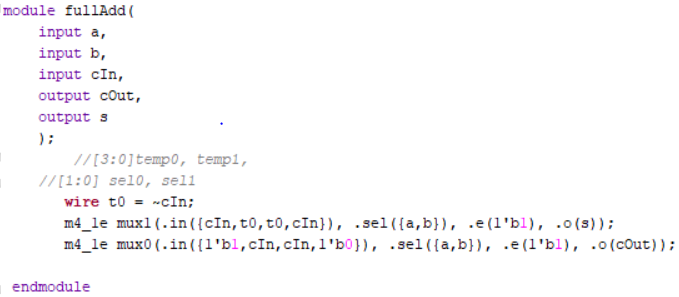 module fullAdd(
input a,
input b,
input cIn,
output cOut,
output s
);
//[3:0]temp0, temp1,
//[1:0] sel0, sel1
wire t0 = ~cIn;
m4_1e mux1(.in({cIn,t0,t0,cIn}), .sel({a,b}), .e(1'b1), .o(s));
m4_1e mux0(.in({1'b1,cIn,cIn,1'b0}), .sel({a,b}), .e(1'b1), .o(cOut));
endmodule